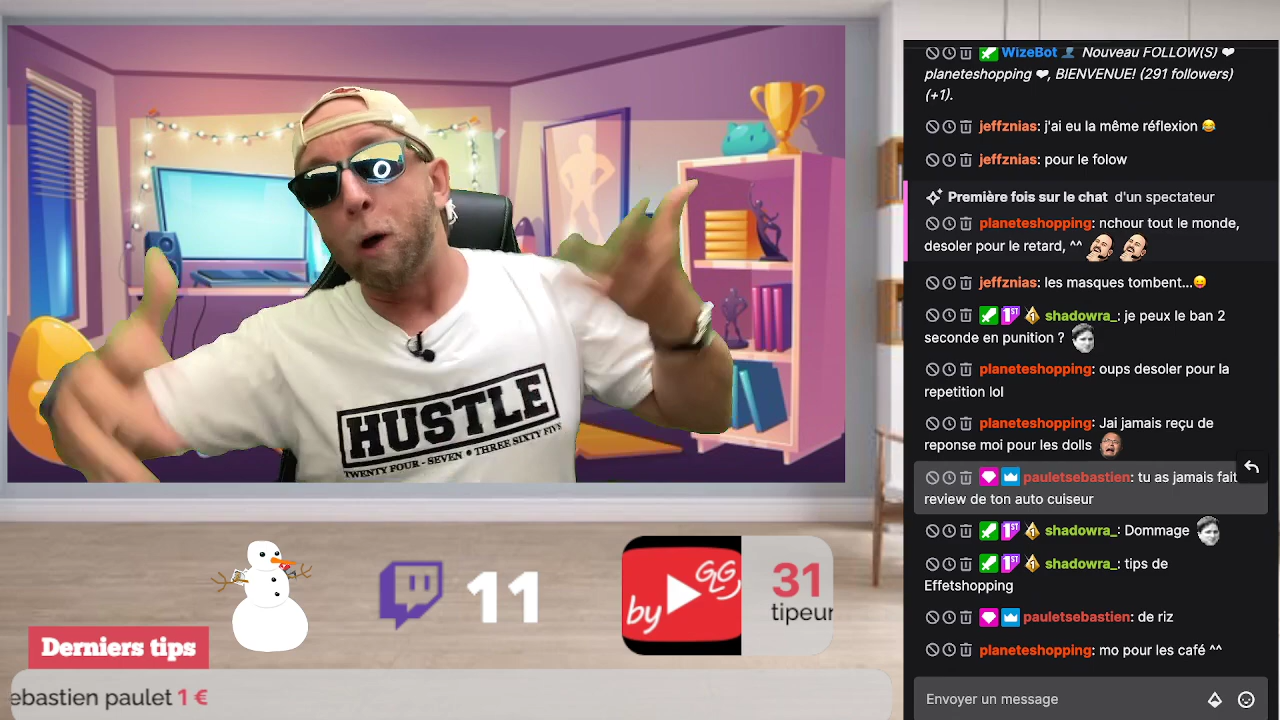 HUSTLE
TWENTY FOUR - SEVEN ● THREE SIXTY FIVE
11
by GG
31
tipeur
Derniers tips
ebastien paulet 1 €
WizeBot Nouveau FOLLOW(S) ❤
planeteshopping ❤, BIENVENUE! (291 followers)
(+1).
jeffznias: j'ai eu la même réflexion 😂
jeffznias: pour le folow
Première fois sur le chat d'un spectateur
planeteshopping: nchour tout le monde,
desoler pour le retard, ^^
jeffznias: les masques tombent...😛
1ST shadowra_: je peux le ban 2
seconde en punition ?
planeteshopping: oups desoler pour la
repetition lol
planeteshopping: Jai jamais reçu de
reponse moi pour les dolls
pauletsebastien: tu as jamais fait
review de ton auto cuiseur
1ST shadowra_: Dommage
1ST shadowra_: tips de
Effetshopping
pauletsebastien: de riz
planeteshopping: mo pour les café ^^
Envoyer un message